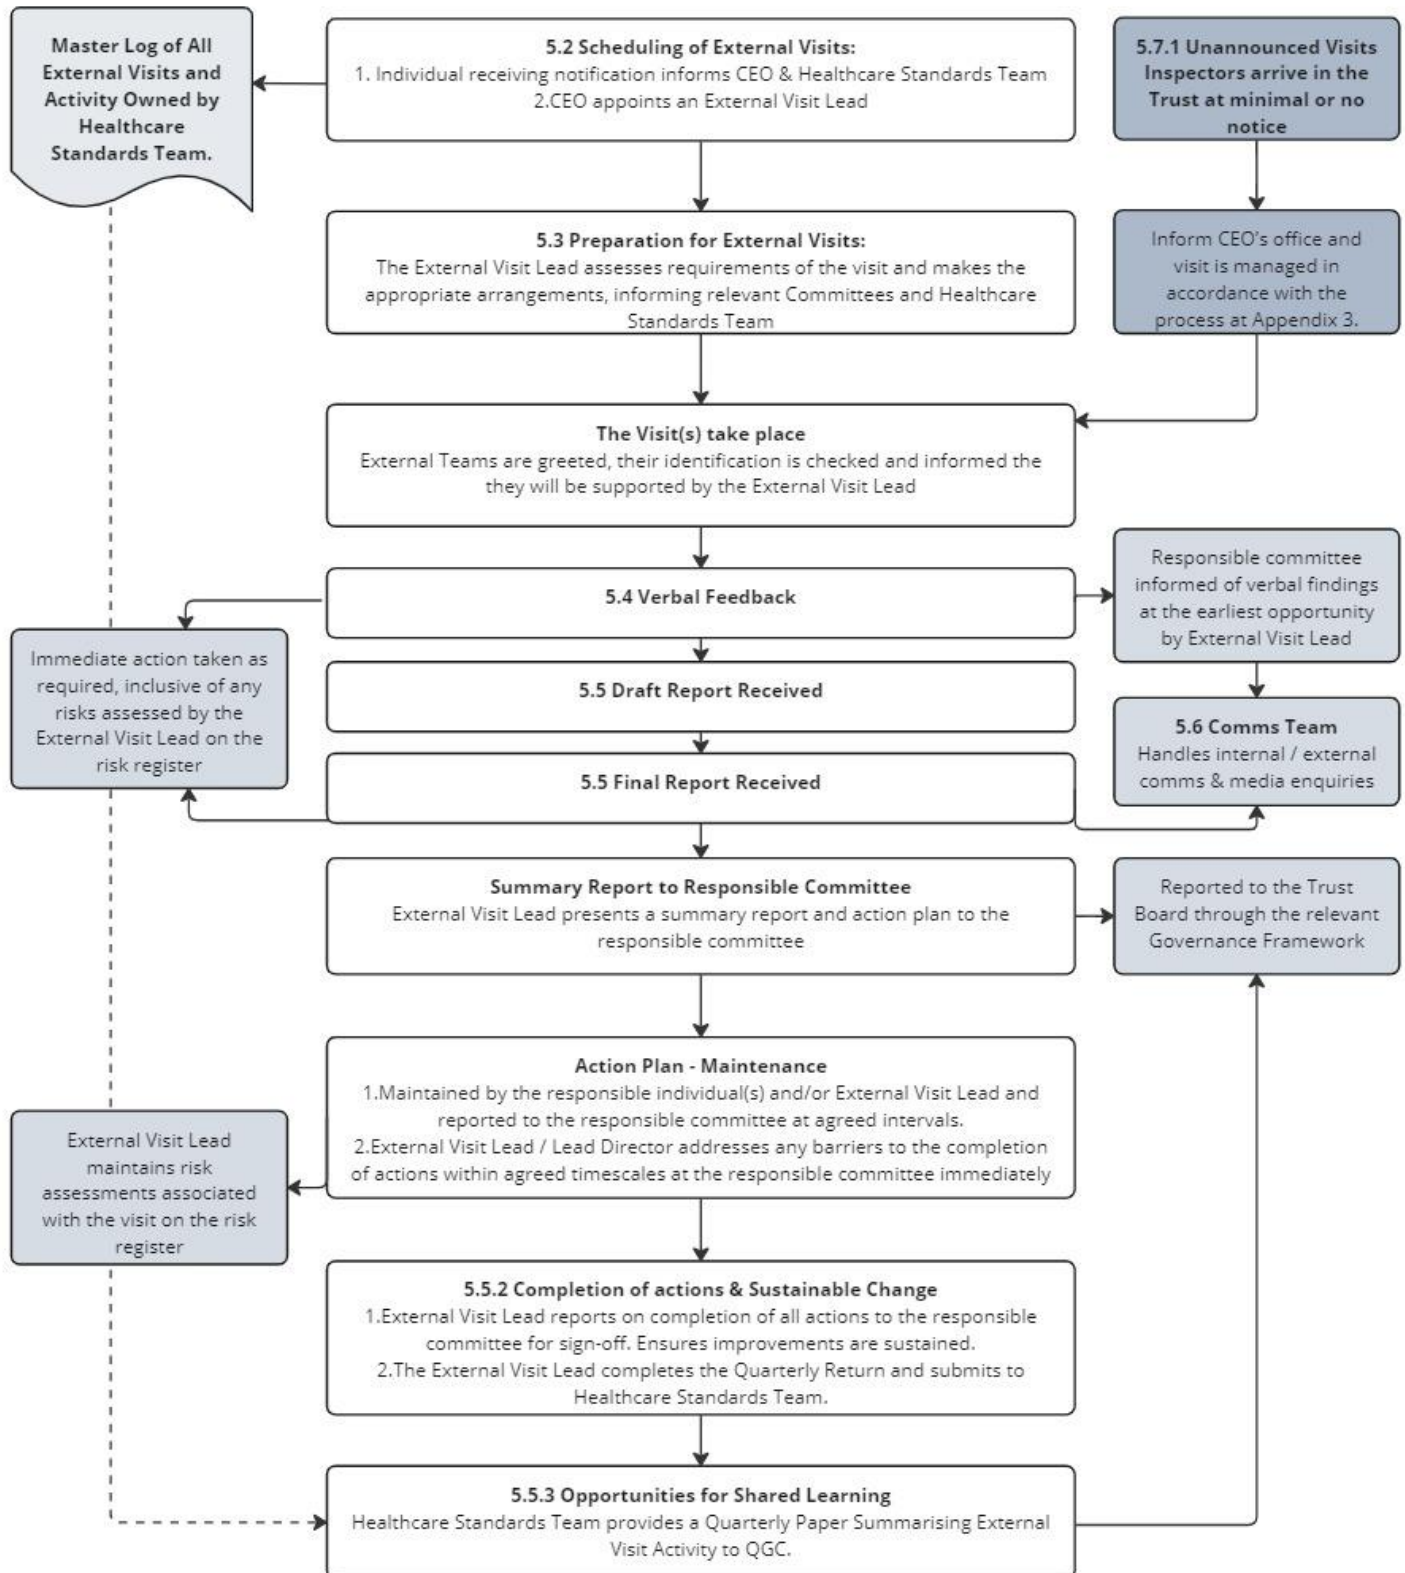 Master Log of All
External Visits and
Activity Owned by
Healthcare
Standards Team.
5.2 Scheduling of External Visits:
1. Individual receiving notification informs CEO & Healthcare Standards Team
2.CEO appoints an External Visit Lead
5.7.1 Unannounced Visits
Inspectors arrive in the
Trust at minimal or no
notice
5.3 Preparation for External Visits:
The External Visit Lead assesses requirements of the visit and makes the
appropriate arrangements, informing relevant Committees and Healthcare
Standards Team
Inform CEO's office and
visit is managed in
accordance with the
process at Appendix 3.
The Visit(s) take place
External Teams are greeted, their identification is checked and informed the
they will be supported by the External Visit Lead
5.4 Verbal Feedback
Responsible committee
informed of verbal findings
at the earliest opportunity
by External Visit Lead
Immediate action taken as
required, inclusive of any
risks assessed by the
External Visit Lead on the
risk register
5.5 Draft Report Received
5.6 Comms Team
Handles internal / external
comms & media enquiries
5.5 Final Report Received
Summary Report to Responsible Committee
External Visit Lead presents a summary report and action plan to the
responsible committee
Reported to the Trust
Board through the relevant
Governance Framework
Action Plan - Maintenance
1.Maintained by the responsible individual(s) and/or External Visit Lead and
reported to the responsible committee at agreed intervals.
2.External Visit Lead / Lead Director addresses any barriers to the completion
of actions within agreed timescales at the responsible committee immediately
External Visit Lead
maintains risk
assessments associated
with the visit on the risk
register
5.5.2 Completion of actions & Sustainable Change
1.External Visit Lead reports on completion of all actions to the responsible
committee for sign-off. Ensures improvements are sustained.
2.The External Visit Lead completes the Quarterly Return and submits to
Healthcare Standards Team.
5.5.3 Opportunities for Shared Learning
Healthcare Standards Team provides a Quarterly Paper Summarising External
Visit Activity to QGC.